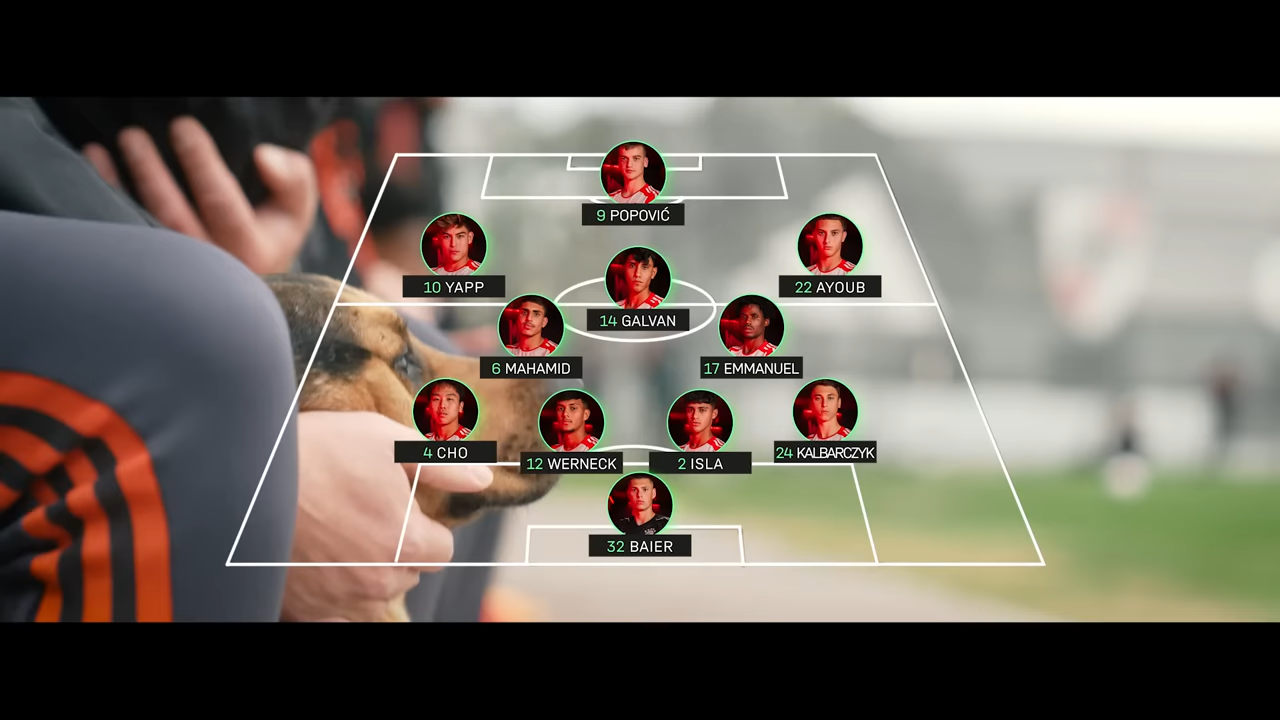 9 POPOVIĆ
10 YAPP
22 AYOUB
14 GALVAN
6 MAHAMID
17 EMMANUEL
4 CHO
12 WERNECK
2 ISLA
24 KALBARCZYK
32 BAIER